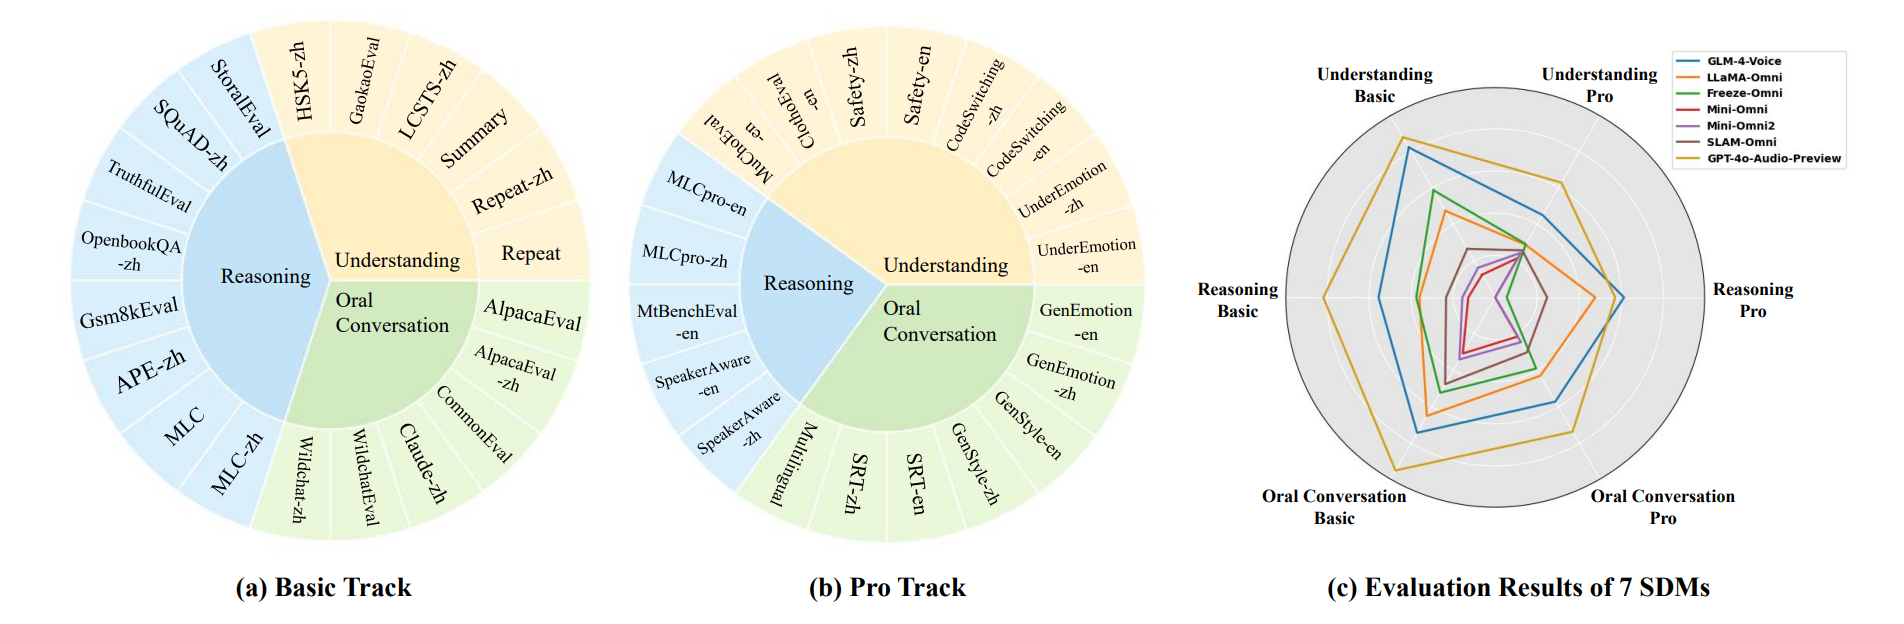 HSK5-zh
GaokaoEval
LCSTS-zh
Summary
Repeat-zh
Repeat
AlpacaEval
AlpacaEval
-zh
CommonEval
Claude-zh
WildchatEval
Wildchat-zh
MLC-zh
MLC
APE-zh
Gsm8kEval
OpenbookQA
-zh
TruthfulEval
SQuAD-zh
StoralEval
Understanding
Reasoning
Oral
Conversation
(a) Basic Track
MuChoEval
-en
ClothoEval
-en
Safety-zh
Safety-en
CodeSwitching
-zh
CodeSwitching
-en
UnderEmotion
-zh
UnderEmotion
-en
GenEmotion
-en
GenEmotion
-zh
GenStyle-en
GenStyle-zh
SRT-en
SRT-zh
Multilingual
SpeakerAware
-zh
SpeakerAware
-en
MtBenchEval
-en
MLCpro-zh
MLCpro-en
Understanding
Reasoning
Oral
Conversation
(b) Pro Track
Understanding
Basic
Understanding
Pro
Reasoning
Basic
Reasoning
Pro
Oral Conversation
Basic
Oral Conversation
Pro
GLM-4-Voice
LLaMA-Omni
Freeze-Omni
Mini-Omni
Mini-Omni2
SLAM-Omni
GPT-4o-Audio-Preview
(c) Evaluation Results of 7 SDMs